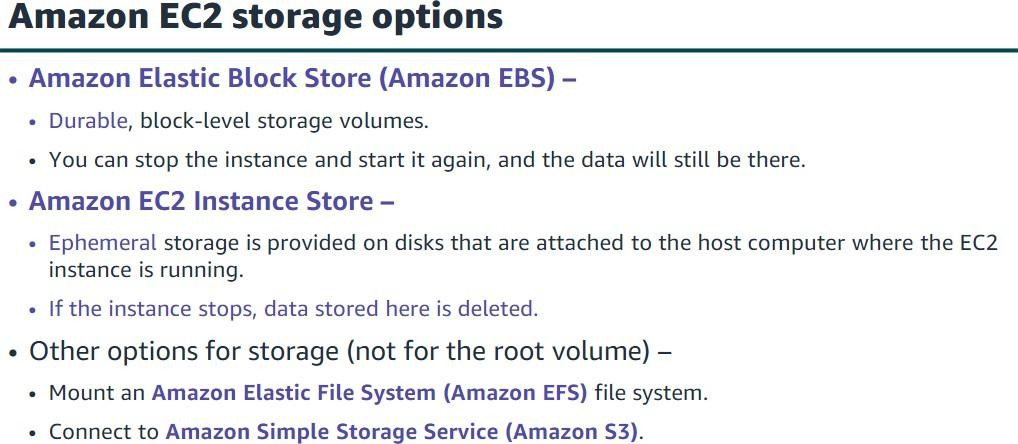 Amazon EC2 storage options
• Amazon Elastic Block Store (Amazon EBS) –
• Durable, block-level storage volumes.
• You can stop the instance and start it again, and the data will still be there.
• Amazon EC2 Instance Store –
• Ephemeral storage is provided on disks that are attached to the host computer where the EC2
instance is running.
• If the instance stops, data stored here is deleted.
• Other options for storage (not for the root volume) –
• Mount an Amazon Elastic File System (Amazon EFS) file system.
• Connect to Amazon Simple Storage Service (Amazon S3).